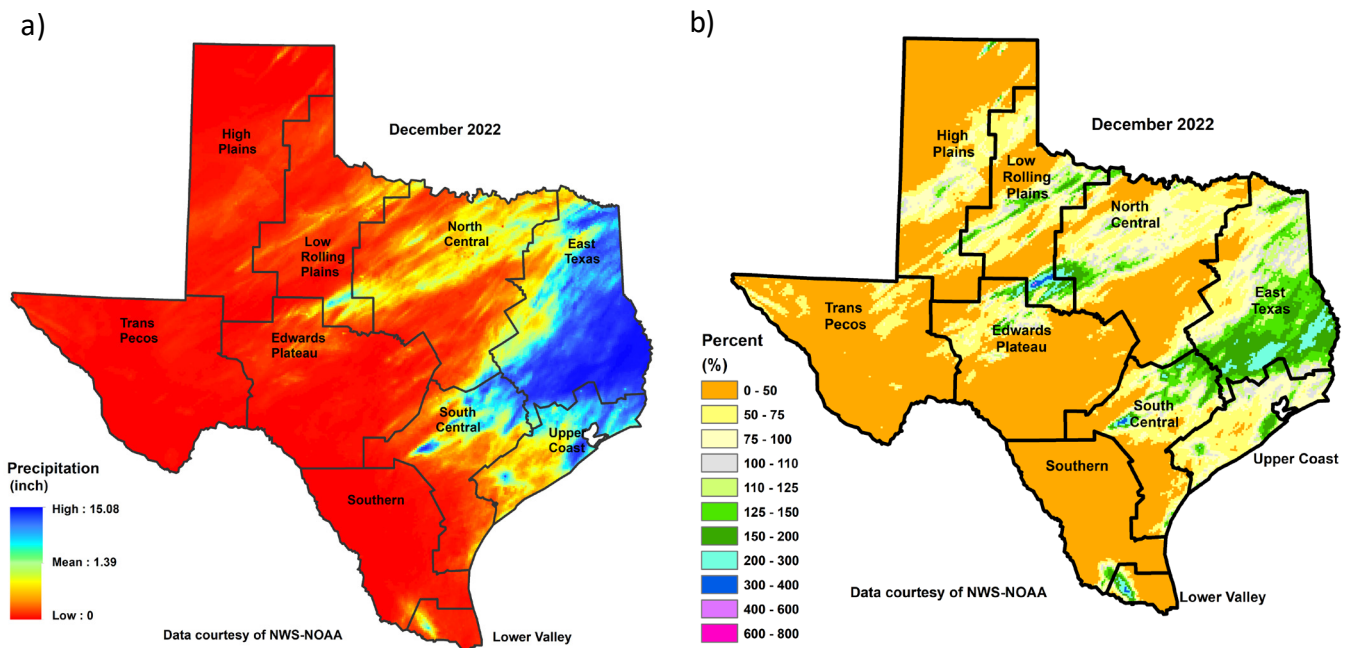 a)
December 2022
High
Plains
Low
Rolling
Plains
North
Central
East
Texas
Trans
Pecos
Edwards
Plateau
South
Central
Upper
Coast
Southern
Lower Valley
Precipitation
(inch)
High : 15.08
Mean : 1.39
Low : 0
Data courtesy of NWS-NOAA
b)
December 2022
High
Plains
Low
Rolling
Plains
North
Central
East
Texas
Trans
Pecos
Edwards
Plateau
South
Central
Upper Coast
Southern
Lower Valley
Percent
(%)
0 - 50
50 - 75
75 - 100
100 - 110
110 - 125
125 - 150
150 - 200
200 - 300
300 - 400
400 - 600
600 - 800
Data courtesy of NWS-NOAA